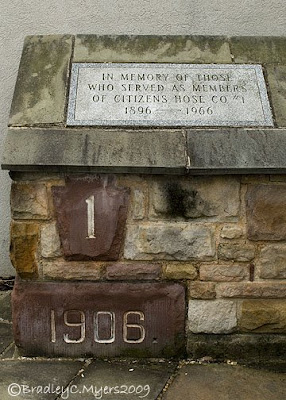 IN MEMORY OF THOSE
WHO SERVED AS MEMBERS
OF CITIZENS HOSE CO #1
1896 — 1966
1
1906
©BradleyC.Myers2009